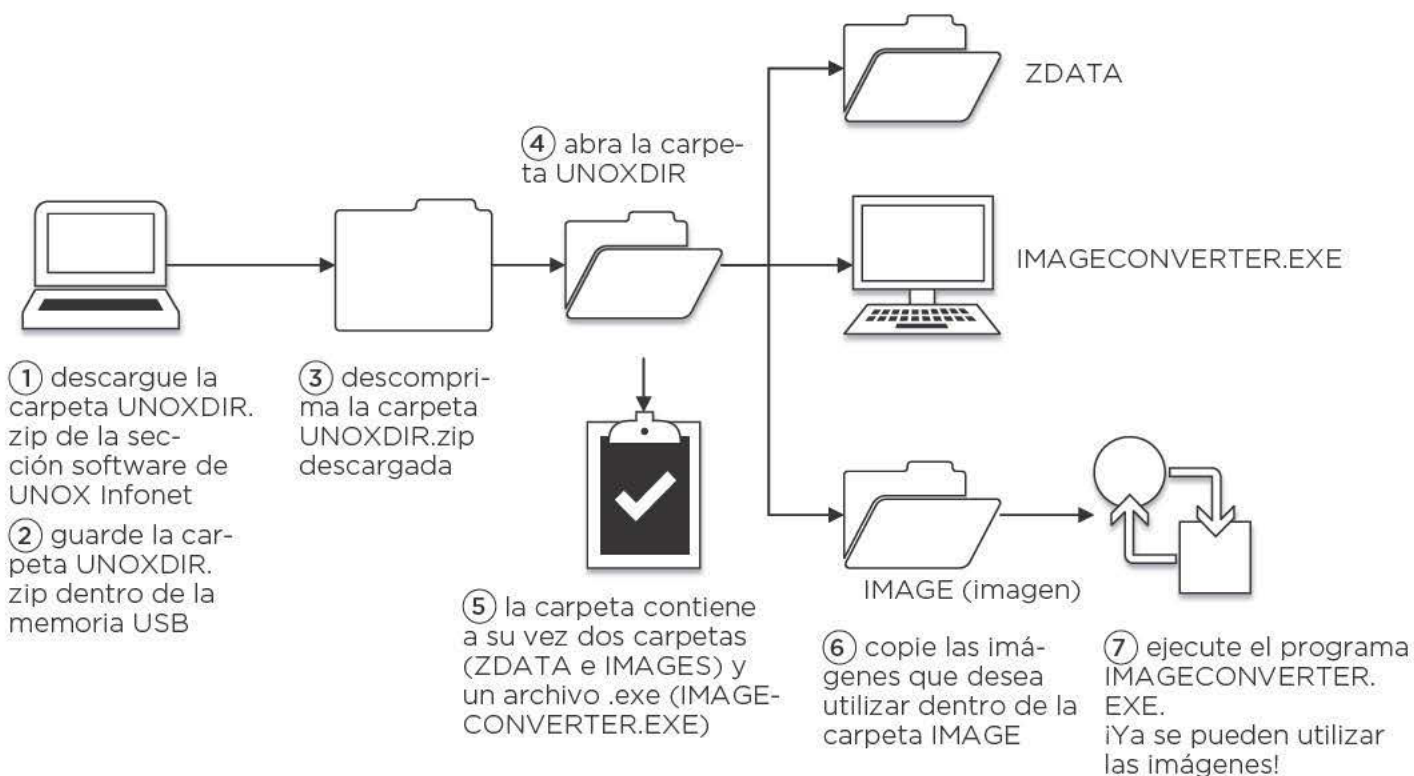 ZDATA
④ abra la carpe-
ta UNOXDIR
IMAGECONVERTER.EXE
① descargue la
carpeta UNOXDIR.
zip de la sec-
ción software de
UNOX Infonet
② guarde la car-
peta UNOXDIR.
zip dentro de la
memoria USB
③ descompri-
ma la carpeta
UNOXDIR.zip
descargada
⑤ la carpeta contiene
a su vez dos carpetas
(ZDATA e IMAGES) y
un archivo .exe (IMAGE-
CONVERTER.EXE)
IMAGE (imagen)
⑥ copie las imá-
genes que desea
utilizar dentro de la
carpeta IMAGE
⑦ ejecute el programa
IMAGECONVERTER.
EXE.
¡Ya se pueden utilizar
las imágenes!